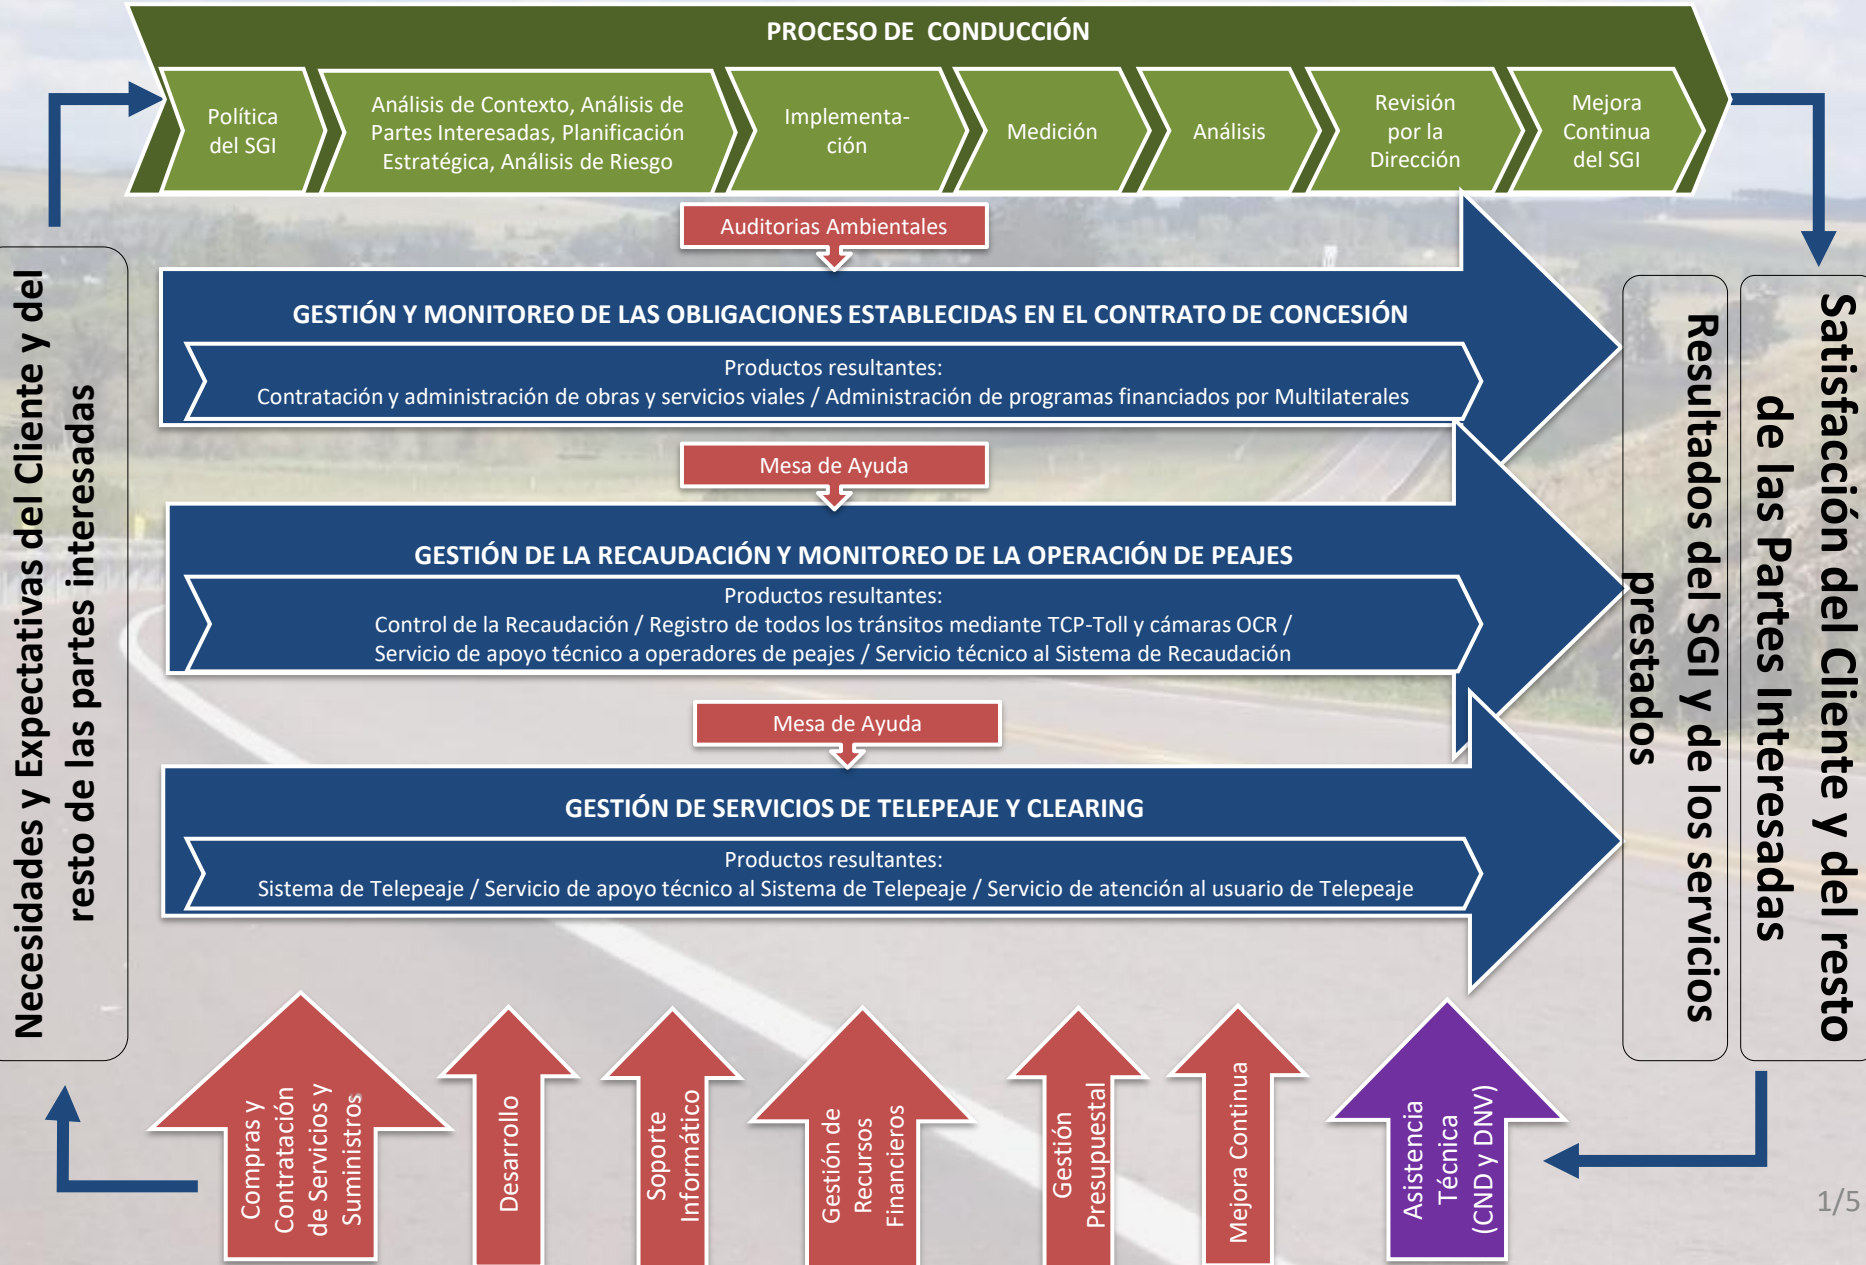 PROCESO DE CONDUCCIÓN
Política
del SGI
Análisis de Contexto, Análisis de
Partes Interesadas, Planificación
Estratégica, Análisis de Riesgo
Implementa-
ción
Medición
Análisis
Revisión
por la
Dirección
Mejora
Continua
del SGI
Necesidades y Expectativas del Cliente y del
resto de las partes interesadas
Auditorias Ambientales
GESTIÓN Y MONITOREO DE LAS OBLIGACIONES ESTABLECIDAS EN EL CONTRATO DE CONCESIÓN
Productos resultantes:
Contratación y administración de obras y servicios viales / Administración de programas financiados por Multilaterales
Mesa de Ayuda
GESTIÓN DE LA RECAUDACIÓN Y MONITOREO DE LA OPERACIÓN DE PEAJES
Productos resultantes:
Control de la Recaudación / Registro de todos los tránsitos mediante TCP-Toll y cámaras OCR /
Servicio de apoyo técnico a operadores de peajes / Servicio técnico al Sistema de Recaudación
Mesa de Ayuda
GESTIÓN DE SERVICIOS DE TELEPEAJE Y CLEARING
Productos resultantes:
Sistema de Telepeaje / Servicio de apoyo técnico al Sistema de Telepeaje / Servicio de atención al usuario de Telepeaje
Resultados del SGI y de los servicios
prestados
Satisfacción del Cliente y del resto
de las Partes Interesadas
Compras y
Contratación
de Servicios y
Suministros
Desarrollo
Soporte
Informático
Gestión de
Recursos
Financieros
Gestión
Presupuestal
Mejora Continua
Asistencia
Técnica
(CND y DNV)
1/5